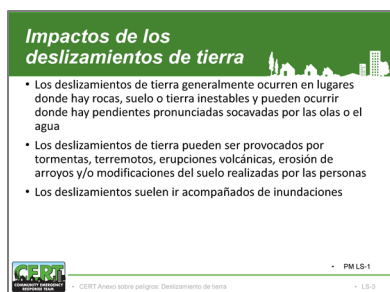 Impactos de los
deslizamientos de tierra
• Los deslizamientos de tierra generalmente ocurren en lugares
donde hay rocas, suelo o tierra inestables y pueden ocurrir
donde hay pendientes pronunciadas socavadas por las olas o el
agua
• Los deslizamientos de tierra pueden ser provocados por
tormentas, terremotos, erupciones volcánicas, erosión de
arroyos y/o modificaciones del suelo realizadas por las personas
• Los deslizamientos suelen ir acompañados de inundaciones
• PM LS-1
CERT
COMMUNITY EMERGENCY
RESPONSE TEAM
• CERT Anexo sobre peligros: Deslizamiento de tierra
• LS-3